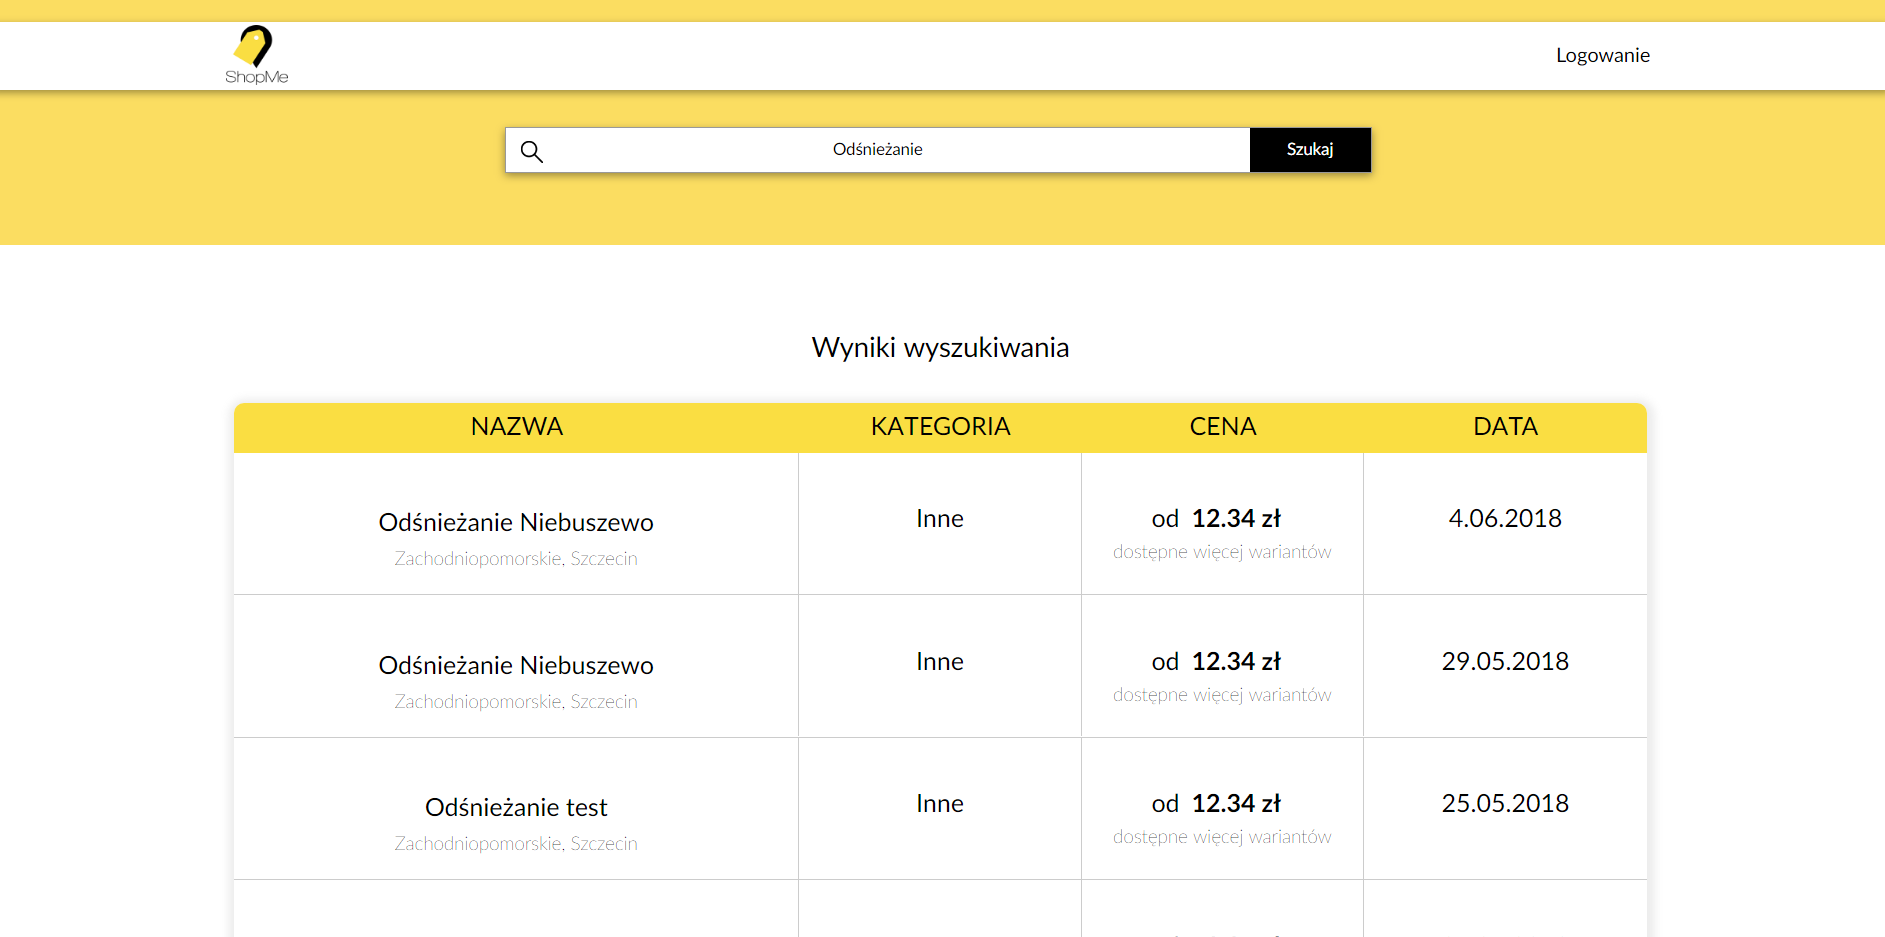 ShopMe
Logowanie
Odśnieżanie
Szukaj
Wyniki wyszukiwania
NAZWA KATEGORIA CENA DATA
Odśnieżanie Niebuszewo Inne od 12.34 zł 4.06.2018
Zachodniopomorskie, Szczecin dostępne więcej wariantów
Odśnieżanie Niebuszewo Inne od 12.34 zł 29.05.2018
Zachodniopomorskie, Szczecin dostępne więcej wariantów
Odśnieżanie test Inne od 12.34 zł 25.05.2018
Zachodniopomorskie, Szczecin dostępne więcej wariantów